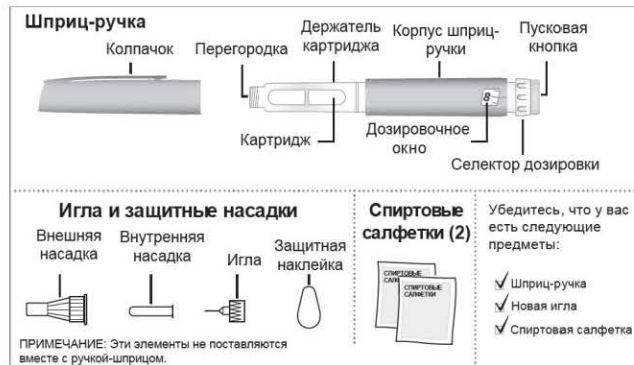 Шприц-ручка
Колпачок
Перегородка
Держатель
картриджа
Корпус шприц-
ручки
Пусковая
кнопка
8
Картридж
Дозировочное
окно
Селектор дозировки
Игла и защитные насадки
Внешняя
насадка
Внутренняя
насадка
Игла
Защитная
наклейка
ПРИМЕЧАНИЕ: Эти элементы не поставляются
вместе с ручкой-шприцом.
Спиртовые
салфетки (2)
СПИРТОВЫЕ
САЛФЕТКИ
СПИРТОВЫЕ
САЛФЕТКИ
Убедитесь, что у вас
есть следующие
предметы:
Шприц-ручка
Новая игла
Спиртовая салфетка